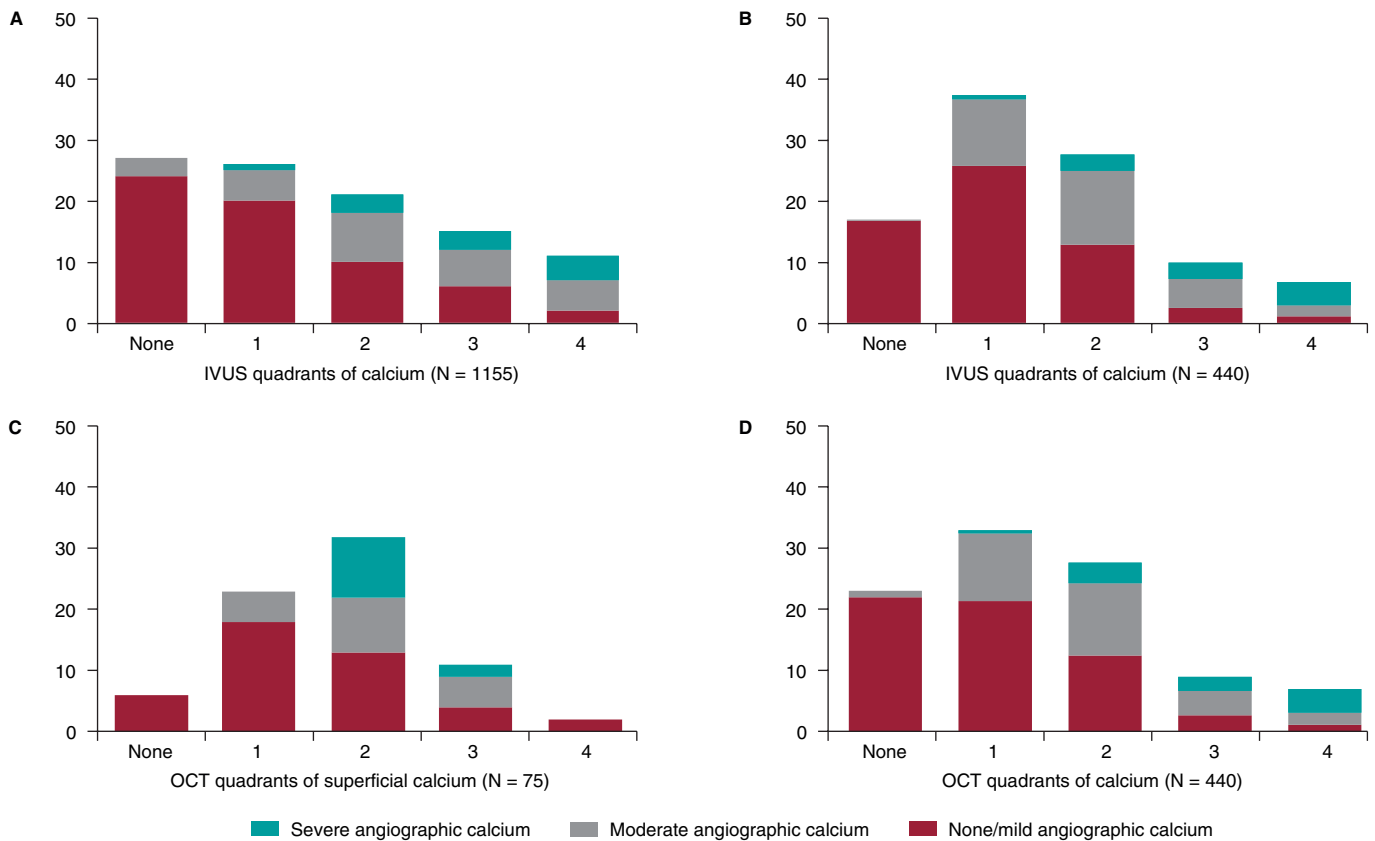 A
50
40
30
20
10
0
None 1 2 3 4
IVUS quadrants of calcium (N = 1155)
B
50
40
30
20
10
0
None 1 2 3 4
IVUS quadrants of calcium (N = 440)
C
50
40
30
20
10
0
None 1 2 3 4
OCT quadrants of superficial calcium (N = 75)
D
50
40
30
20
10
0
None 1 2 3 4
OCT quadrants of calcium (N = 440)
Severe angiographic calcium Moderate angiographic calcium None/mild angiographic calcium